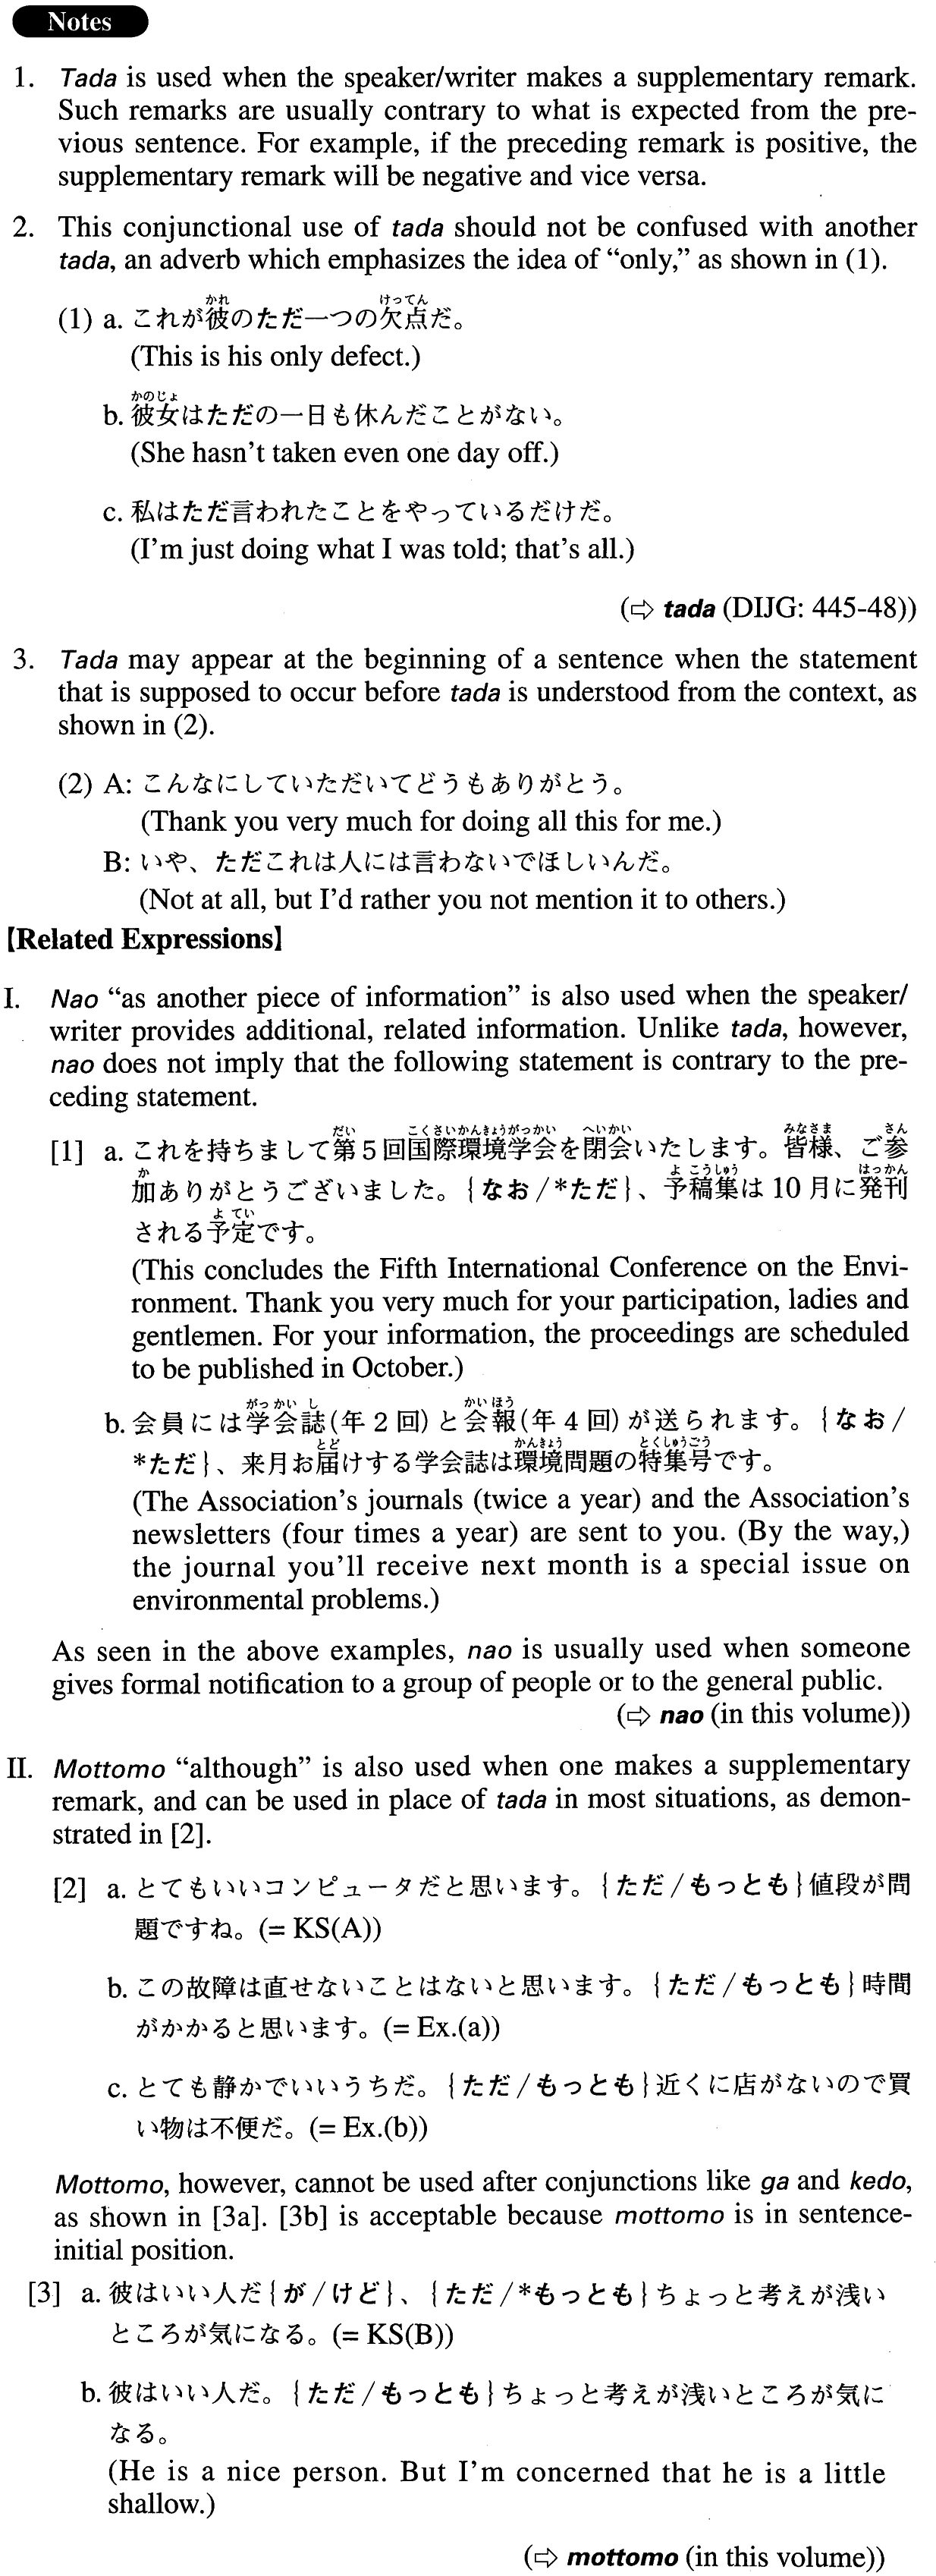 Notes
1. Tada is used when the speaker/writer makes a supplementary remark.
Such remarks are usually contrary to what is expected from the pre-
vious sentence. For example, if the preceding remark is positive, the
supplementary remark will be negative and vice versa.
2. This conjunctional use of tada should not be confused with another
tada, an adverb which emphasizes the idea of “only,” as shown in (1).
かれ けってん
(1) a. これが彼のただ一つの欠点だ。
(This is his only defect.)
かのじょ
b. 彼女はただの一日も休んだことがない。
(She hasn’t taken even one day off.)
c. 私はただ言われたことをやっているだけだ。
(I’m just doing what I was told; that’s all.)
(⇨ tada (DIJG: 445-48))
3. Tada may appear at the beginning of a sentence when the statement
that is supposed to occur before tada is understood from the context, as
shown in (2).
(2) A: こんなにしていただいてどうもありがとう。
(Thank you very much for doing all this for me.)
B: いや、ただこれは人には言わないでほしいんだ。
(Not at all, but I’d rather you not mention it to others.)
【Related Expressions】
I. Nao “as another piece of information” is also used when the speaker/
writer provides additional, related information. Unlike tada, however,
nao does not imply that the following statement is contrary to the pre-
ceding statement.
だい こくさいかんきょうがっかい へいかい みなさま さん
[1] a. これを持ちまして第5回国際環境学会を閉会いたします。皆様、ご参
か よこうしゅう はっかん
加ありがとうございました。{なお/*ただ}、予稿集は10月に発刊
よてい
される予定です。
(This concludes the Fifth International Conference on the Envi-
ronment. Thank you very much for your participation, ladies and
gentlemen. For your information, the proceedings are scheduled
to be published in October.)
がっかいし かいほう
b. 会員には学会誌(年2回)と会報(年4回)が送られます。{なお/
とど かんきょう とくしゅうごう
*ただ}、来月お届けする学会誌は環境問題の特集号です。
(The Association’s journals (twice a year) and the Association’s
newsletters (four times a year) are sent to you. (By the way,)
the journal you’ll receive next month is a special issue on
environmental problems.)
As seen in the above examples, nao is usually used when someone
gives formal notification to a group of people or to the general public.
(⇨ nao (in this volume))
II. Mottomo “although” is also used when one makes a supplementary
remark, and can be used in place of tada in most situations, as demon-
strated in [2].
[2] a. とてもいいコンピュータだと思います。{ただ/もっとも}値段が問
題ですね。(= KS(A))
b. この故障は直せないことはないと思います。{ただ/もっとも}時間
がかかると思います。(= Ex.(a))
c. とても静かでいいうちだ。{ただ/もっとも}近くに店がないので買
い物は不便だ。(= Ex.(b))
Mottomo, however, cannot be used after conjunctions like ga and kedo,
as shown in [3a]. [3b] is acceptable because mottomo is in sentence-
initial position.
[3] a. 彼はいい人だ{が/けど}、{ただ/*もっとも}ちょっと考えが浅い
ところが気になる。(= KS(B))
b. 彼はいい人だ。{ただ/もっとも}ちょっと考えが浅いところが気に
なる。
(He is a nice person. But I’m concerned that he is a little
shallow.)
(⇨ mottomo (in this volume))